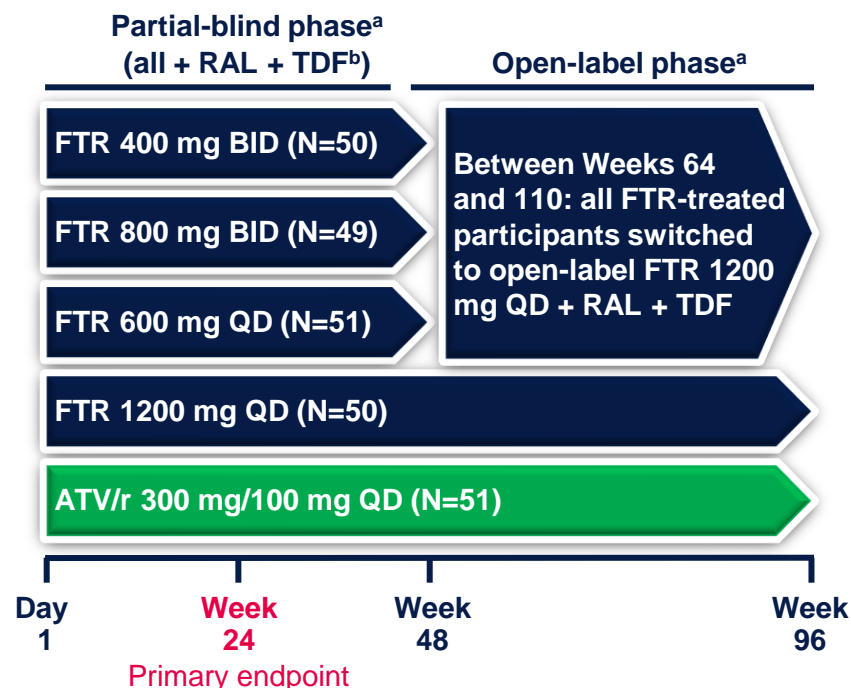 Partial-blind phaseᵃ
(all + RAL + TDFᵇ)
Open-label phaseᵃ
FTR 400 mg BID (N=50)
FTR 800 mg BID (N=49)
FTR 600 mg QD (N=51)
Between Weeks 64
and 110: all FTR-treated
participants switched
to open-label FTR 1200
mg QD + RAL + TDF
FTR 1200 mg QD (N=50)
ATV/r 300 mg/100 mg QD (N=51)
Day
1
Week
24
Primary endpoint
Week
48
Week
96